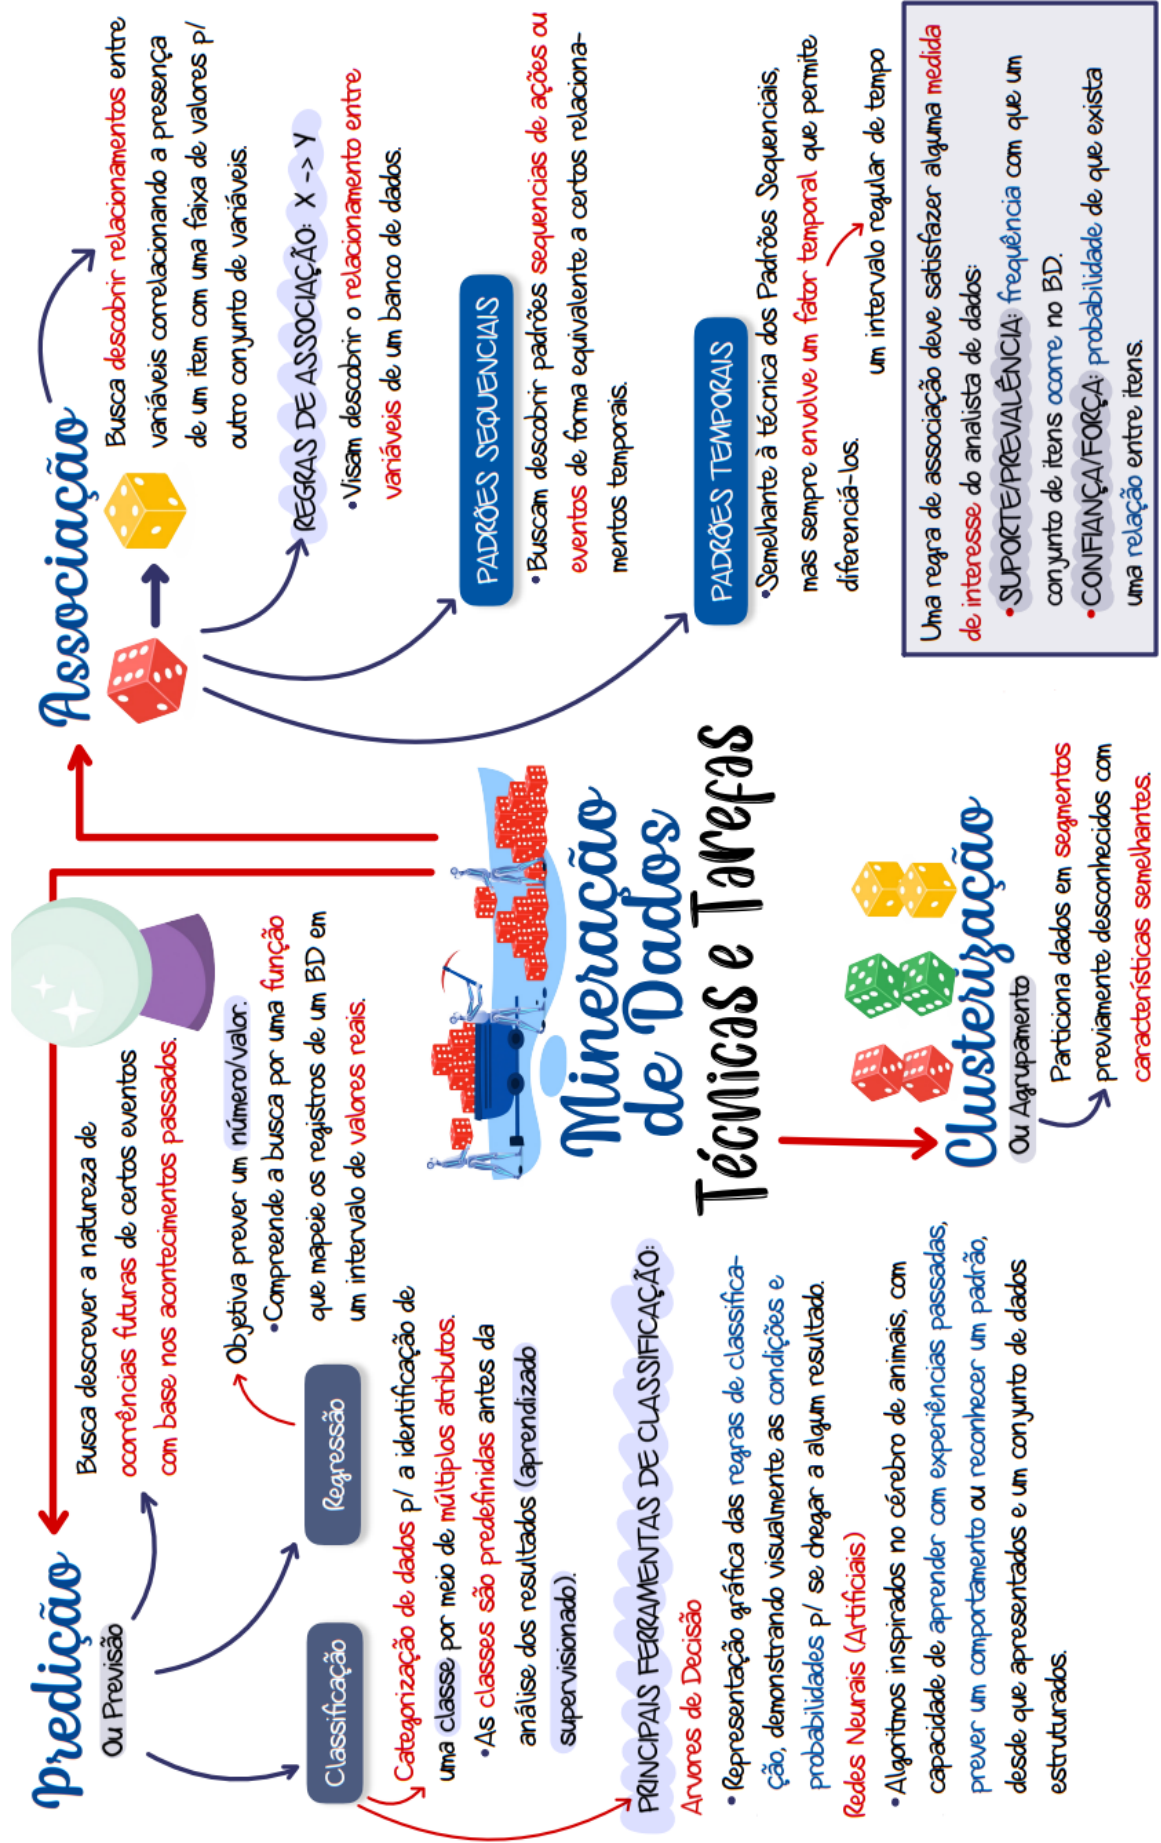 Predição
Ou Previsão
Busca descrever a natureza de
ocorrências futuras de certos eventos
com base nos acontecimentos passados.
Regressão
Objetiva prever um número/valor.
•Compreende a busca por uma função
que mapeie os registros de um BD em
um intervalo de valores reais.
Classificação
Categorização de dados p/ a identificação de
uma classe por meio de múltiplos atributos.
•As classes são predefinidas antes da
análise dos resultados (aprendizado
supervisionado).
PRINCIPAIS FERRAMENTAS DE CLASSIFICAÇÃO:
Arvores de Decisão
•Representação gráfica das regras de classifica-
ção, demonstrando visualmente as condições e
probabilidades p/ se chegar a algum resultado.
Redes Neurais (Artificiais)
•Algoritmos inspirados no cérebro de animais, com
capacidade de aprender com experiências passadas,
prever um comportamento ou reconhecer um padrão,
desde que apresentados e um conjunto de dados
estruturados.
Mineração
de Dados
Técnicas e Tarefas
Clusterização
Ou Agrupamento
Particiona dados em segmentos
previamente desconhecidos com
características semelhantes.
Associação
Busca descobrir relacionamentos entre
variáveis correlacionando a presença
de um item com uma faixa de valores p/
outro conjunto de variáveis.
REGRAS DE ASSOCIAÇÃO: X -> Y
•Visam descobrir o relacionamento entre
variáveis de um banco de dados.
PADRÕES SEQUENCIAIS
•Buscam descobrir padrões sequencias de ações ou
eventos de forma equivalente a certos relaciona-
mentos temporais.
PADRÕES TEMPORAIS
•Semelhante à técnica dos Padrões Sequenciais,
mas sempre envolve um fator temporal que permite
diferenciá-los.
um intervalo regular de tempo
Uma regra de associação deve satisfazer alguma medida
de interesse do analista de dados:
•SUPORTE/PREVALÊNCIA: frequência com que um
conjunto de itens ocorre no BD.
•CONFIANÇA/FORÇA: probabilidade de que exista
uma relação entre itens.